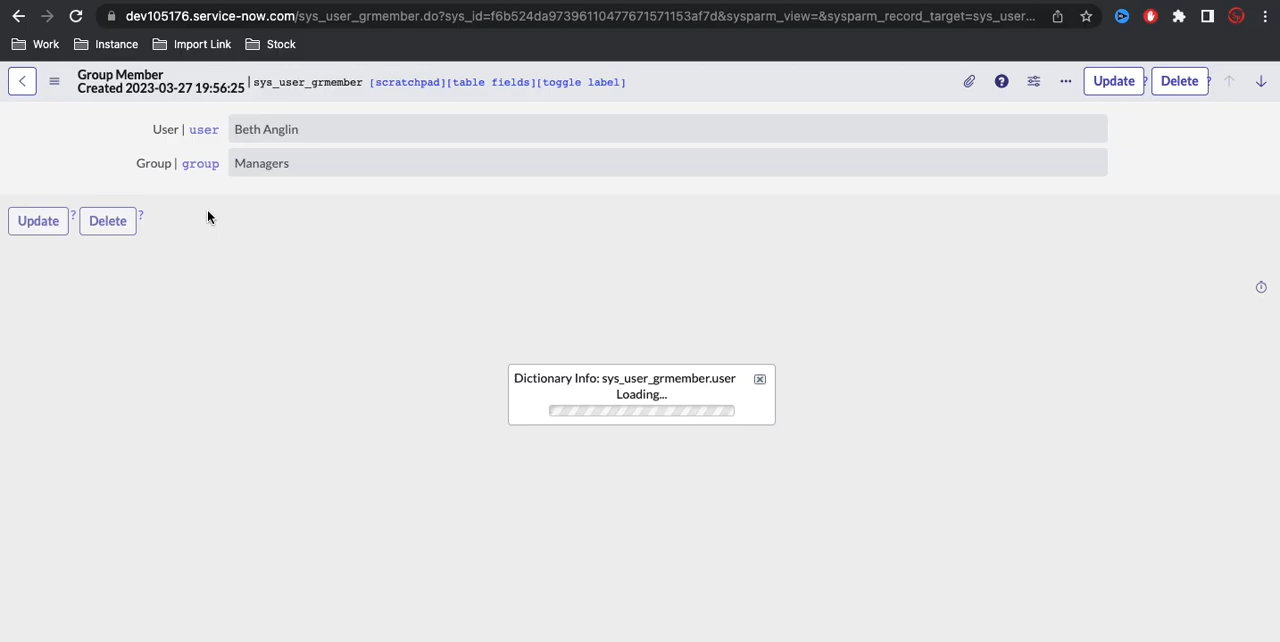 dev105176.service-now.com/sys_user_grmember.do?sys_id=f6b524da97396110477671571153af7d&sysparm_view=&sysparm_record_target=sys_user...
Work Instance Import Link Stock
Group Member
Created 2023-03-27 19:56:25 | sys_user_grmember [scratchpad][table fields][toggle label]
Update ? Delete ?
User | user Beth Anglin
Group | group Managers
Update ? Delete ?
Dictionary Info: sys_user_grmember.user
Loading...